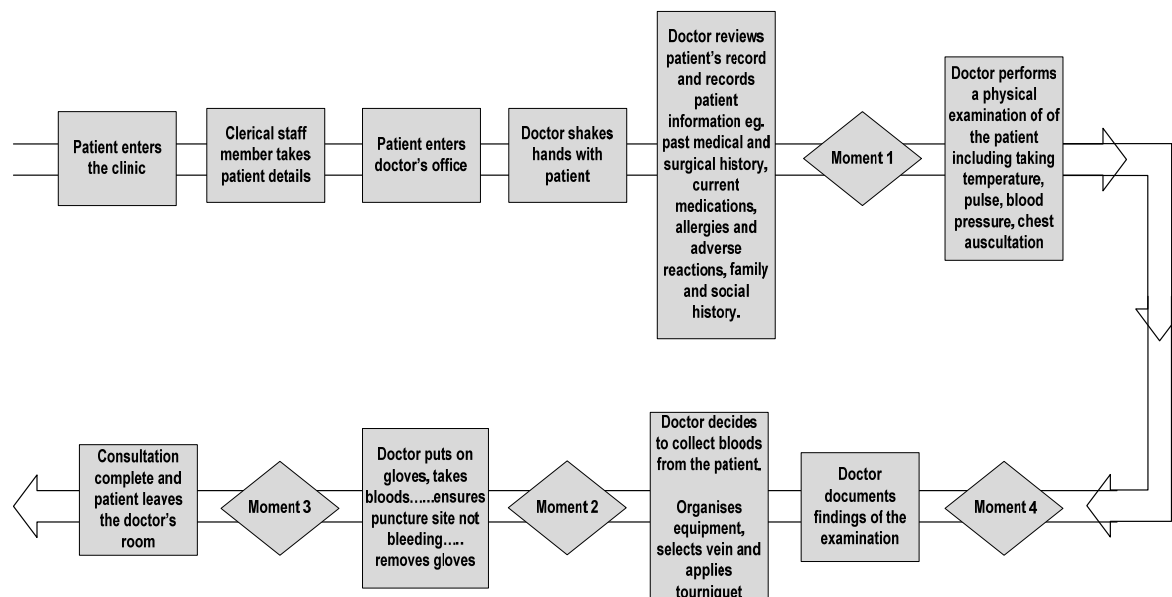 Patient enters
the clinic
Clerical staff
member takes
patient details
Patient enters
doctor's office
Doctor shakes
hands with
patient
Doctor reviews
patient's record
and records
patient
information eg.
past medical and
surgical history,
current
medications,
allergies and
adverse
reactions, family
and social
history.
Moment 1
Doctor performs
a physical
examination of of
the patient
including taking
temperature,
pulse, blood
pressure, chest
auscultation
Moment 4
Doctor
documents
findings of the
examination
Doctor decides
to collect bloods
from the patient.
Organises
equipment,
selects vein and
applies
tourniquet
Moment 2
Doctor puts on
gloves, takes
bloods……ensures
puncture site not
bleeding…..
removes gloves
Moment 3
Consultation
complete and
patient leaves
the doctor's
room